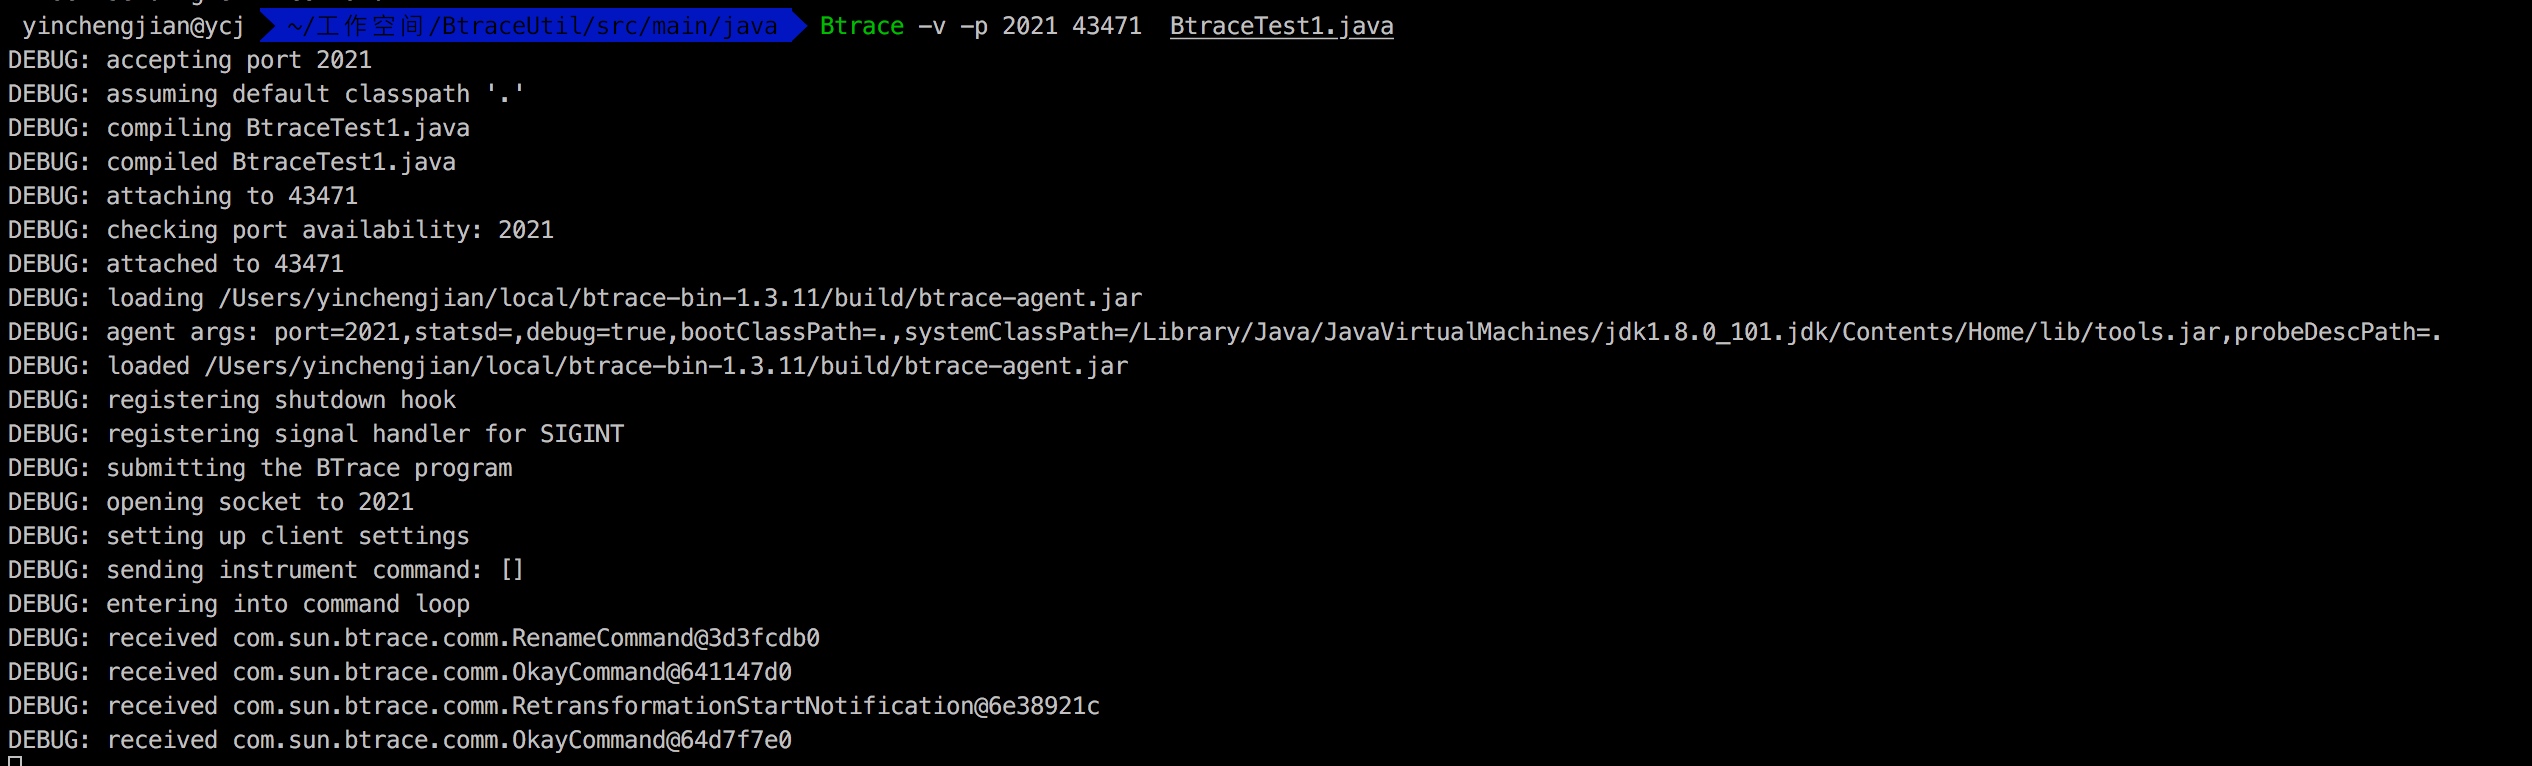 yinchengjian@ycj ~/工作空间/BtraceUtil/src/main/java Btrace -v -p 2021 43471 BtraceTest1.java
DEBUG: accepting port 2021
DEBUG: assuming default classpath '.'
DEBUG: compiling BtraceTest1.java
DEBUG: compiled BtraceTest1.java
DEBUG: attaching to 43471
DEBUG: checking port availability: 2021
DEBUG: attached to 43471
DEBUG: loading /Users/yinchengjian/local/btrace-bin-1.3.11/build/btrace-agent.jar
DEBUG: agent args: port=2021,statsd=,debug=true,bootClassPath=.,systemClassPath=/Library/Java/JavaVirtualMachines/jdk1.8.0_101.jdk/Contents/Home/lib/tools.jar,probeDescPath=.
DEBUG: loaded /Users/yinchengjian/local/btrace-bin-1.3.11/build/btrace-agent.jar
DEBUG: registering shutdown hook
DEBUG: registering signal handler for SIGINT
DEBUG: submitting the BTrace program
DEBUG: opening socket to 2021
DEBUG: setting up client settings
DEBUG: sending instrument command: []
DEBUG: entering into command loop
DEBUG: received com.sun.btrace.comm.RenameCommand@3d3fcdb0
DEBUG: received com.sun.btrace.comm.OkayCommand@641147d0
DEBUG: received com.sun.btrace.comm.RetransformationStartNotification@6e38921c
DEBUG: received com.sun.btrace.comm.OkayCommand@64d7f7e0